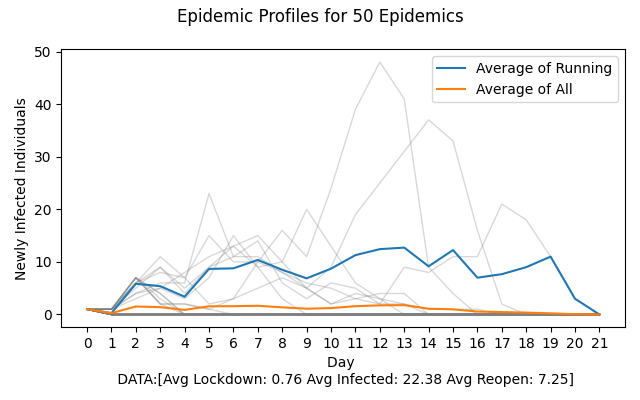 Epidemic Profiles for 50 Epidemics
50
40
30
20
10
0
Newly Infected Individuals
Average of Running
Average of All
0 1 2 3 4 5 6 7 8 9 10 11 12 13 14 15 16 17 18 19 20 21
Day
DATA:[Avg Lockdown: 0.76 Avg Infected: 22.38 Avg Reopen: 7.25]